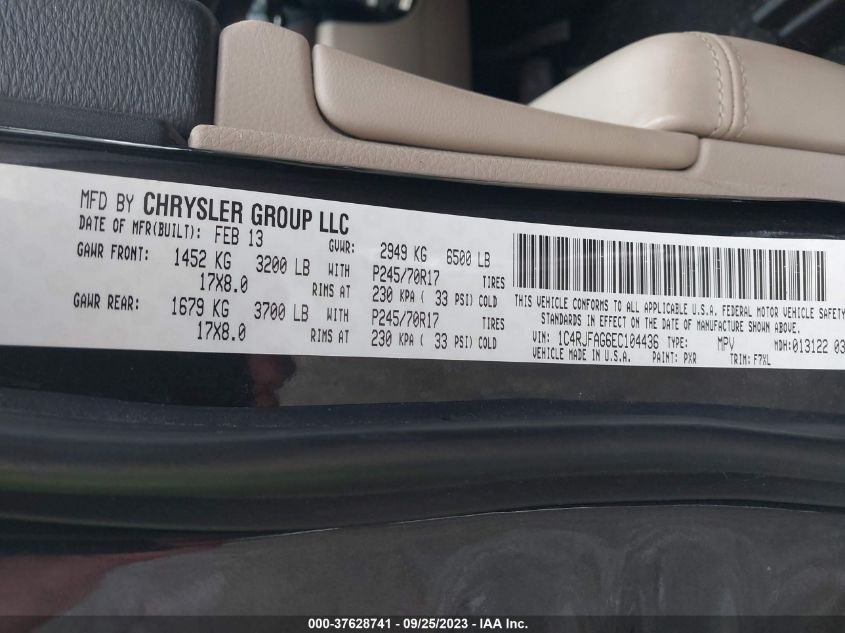 MFD BY CHRYSLER GROUP LLC
DATE OF MFR(BUILT): FEB 13 GVWR: 2949 KG 6500 LB
GAWR FRONT: 1452 KG 3200 LB WITH P245/70R17 TIRES
17X8.0 RIMS AT 230 KPA ( 33 PSI) COLD
GAWR REAR: 1679 KG 3700 LB WITH P245/70R17 TIRES
17X8.0 RIMS AT 230 KPA ( 33 PSI) COLD
THIS VEHICLE CONFORMS TO ALL APPLICABLE U.S.A. FEDERAL MOTOR VEHICLE SAFETY
STANDARDS IN EFFECT ON THE DATE OF MANUFACTURE SHOWN ABOVE.
VIN: 1C4RJFAG6EC104436 TYPE: MPV MDH:013122 03
VEHICLE MADE IN U.S.A. PAINT: PXR TRIM: F7XL
000-37628741 - 09/25/2023 - IAA Inc.